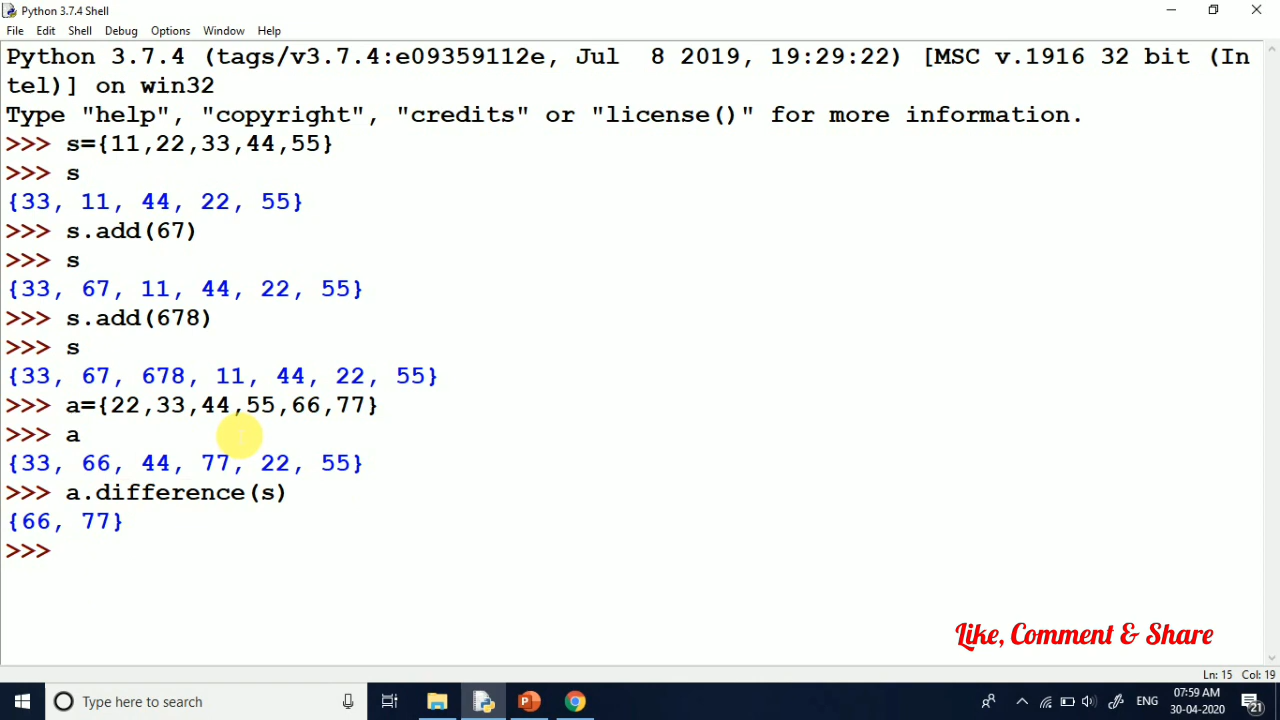 Python 3.7.4 Shell
File Edit Shell Debug Options Window Help
Python 3.7.4 (tags/v3.7.4:e09359112e, Jul  8 2019, 19:29:22) [MSC v.1916 32 bit (In
tel)] on win32
Type "help", "copyright", "credits" or "license()" for more information.
>>> s={11,22,33,44,55}
>>> s
{33, 11, 44, 22, 55}
>>> s.add(67)
>>> s
{33, 67, 11, 44, 22, 55}
>>> s.add(678)
>>> s
{33, 67, 678, 11, 44, 22, 55}
>>> a={22,33,44,55,66,77}
>>> a
{33, 66, 44, 77, 22, 55}
>>> a.difference(s)
{66, 77}
>>>
Like, Comment & Share
Ln: 15 Col: 19
Type here to search
ENG
07:59 AM
30-04-2020
21